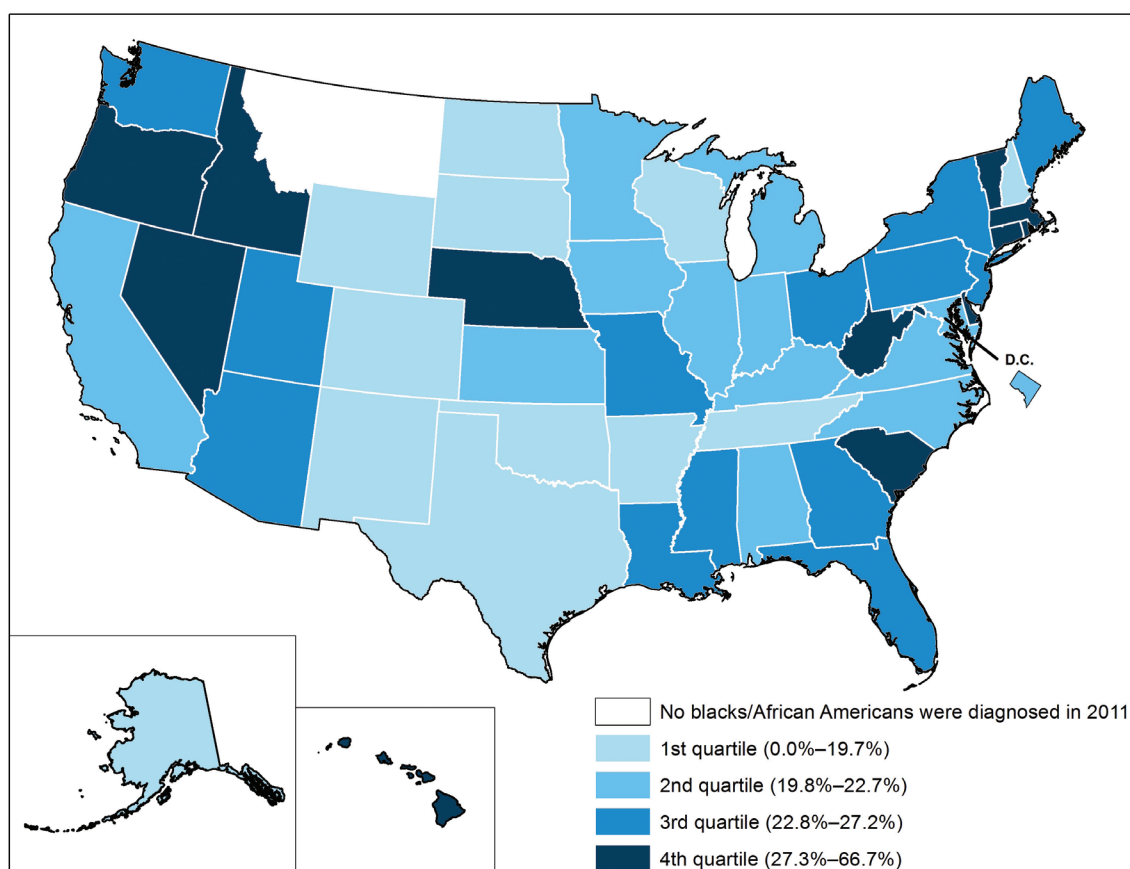 D.C.
No blacks/African Americans were diagnosed in 2011
1st quartile (0.0%–19.7%)
2nd quartile (19.8%–22.7%)
3rd quartile (22.8%–27.2%)
4th quartile (27.3%–66.7%)